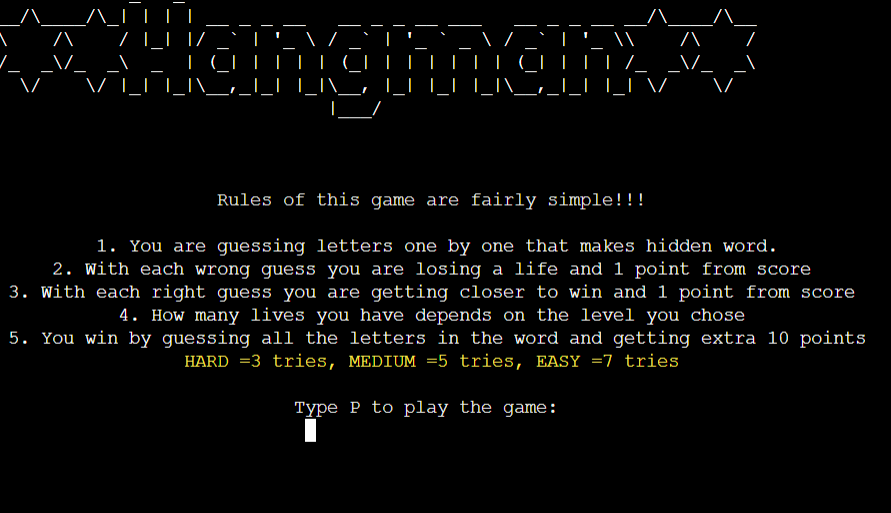 Hangman
Rules of this game are fairly simple!!!
1. You are guessing letters one by one that makes hidden word.
2. With each wrong guess you are losing a life and 1 point from score
3. With each right guess you are getting closer to win and 1 point from score
4. How many lives you have depends on the level you chose
5. You win by guessing all the letters in the word and getting extra 10 points
HARD =3 tries, MEDIUM =5 tries, EASY =7 tries
Type P to play the game: